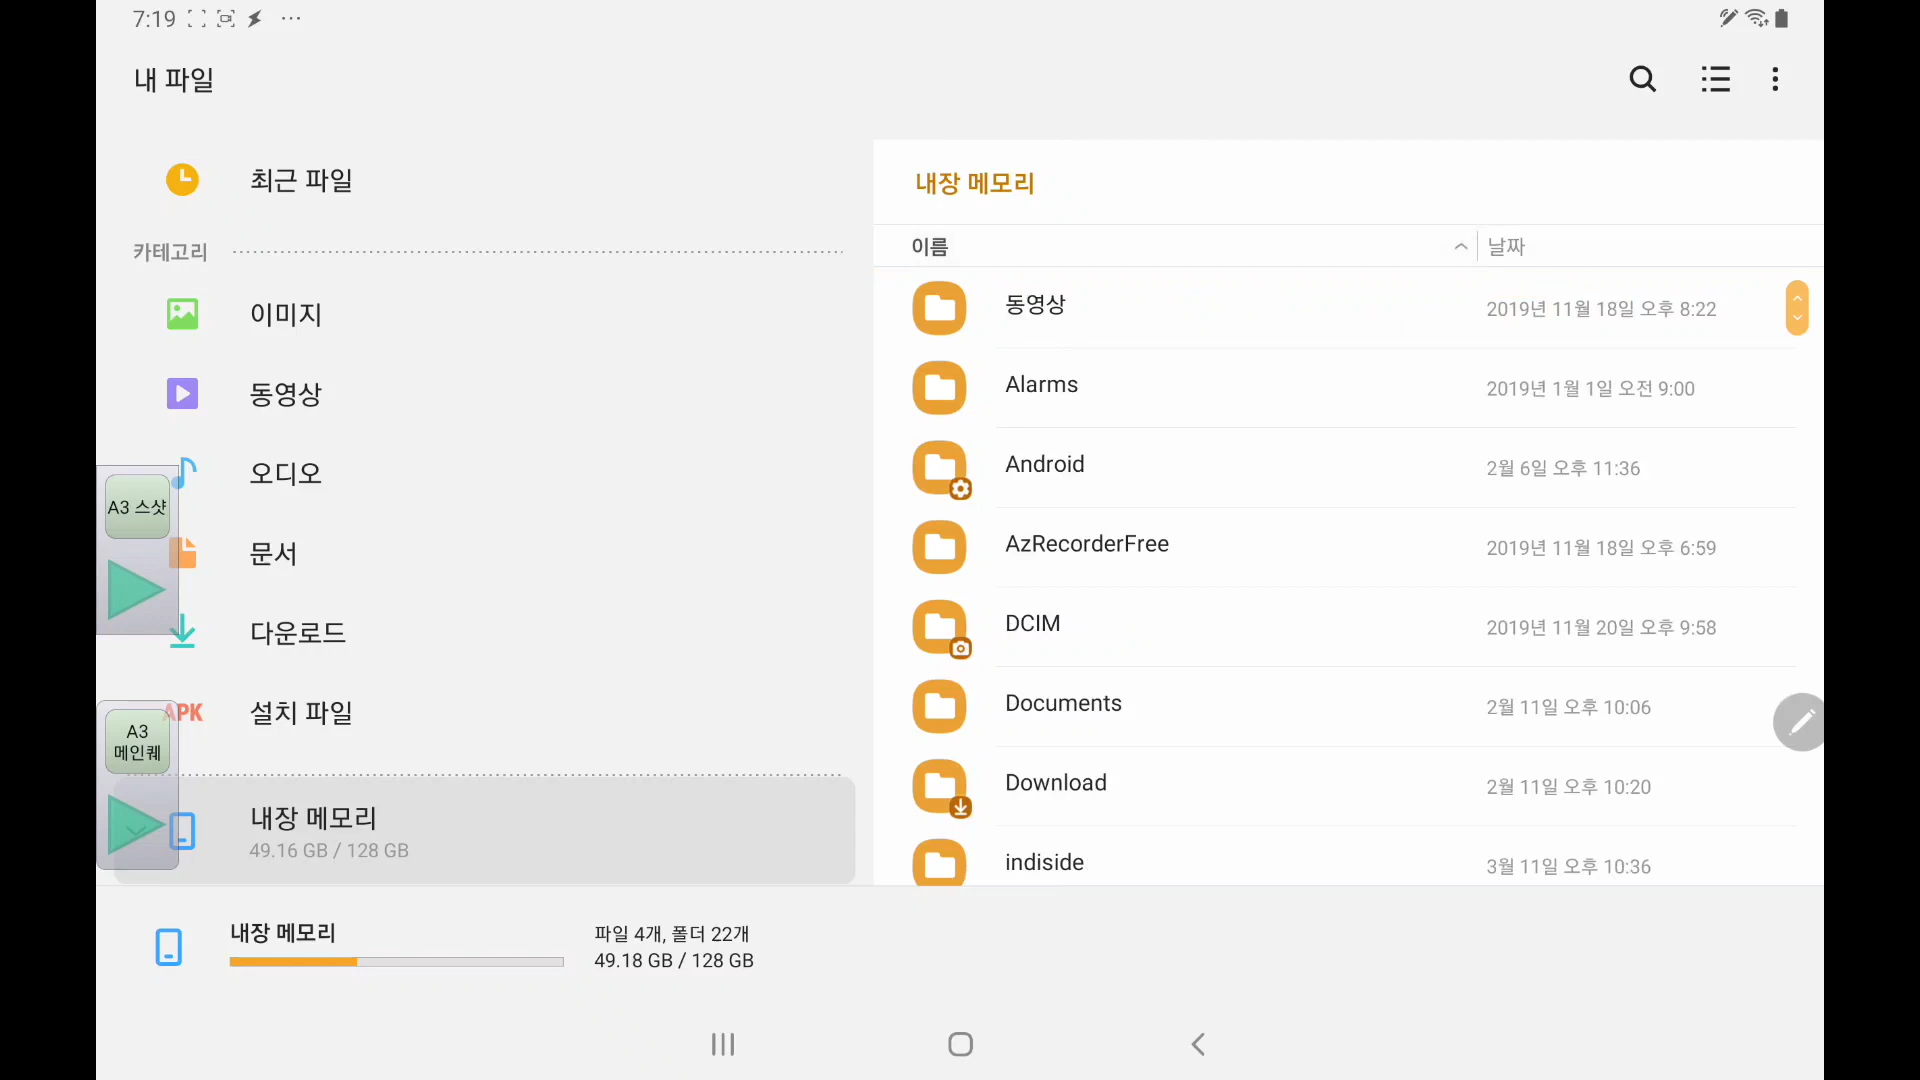 7:19
내 파일
최근 파일
카테고리
이미지
동영상
오디오
A3 스샷
문서
다운로드
APK
설치 파일
A3
메인퀘
내장 메모리
49.16 GB / 128 GB
내장 메모리
이름
날짜
동영상
2019년 11월 18일 오후 8:22
Alarms
2019년 1월 1일 오전 9:00
Android
2월 6일 오후 11:36
AzRecorderFree
2019년 11월 18일 오후 6:59
DCIM
2019년 11월 20일 오후 9:58
Documents
2월 11일 오후 10:06
Download
2월 11일 오후 10:20
indiside
3월 11일 오후 10:36
내장 메모리
파일 4개, 폴더 22개
49.18 GB / 128 GB